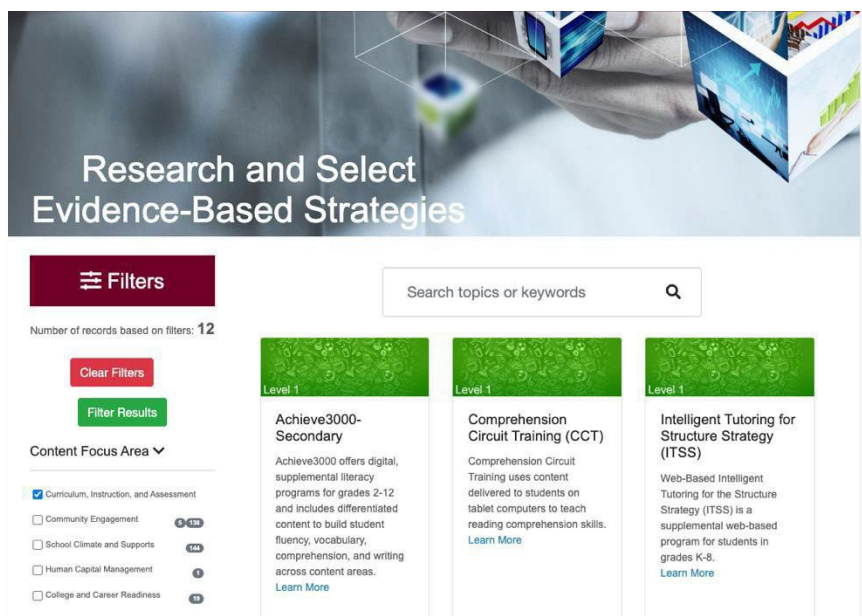 Research and Select
Evidence-Based Strategies
Filters
Search topics or keywords
Number of records based on filters: 12
Clear Filters
Filter Results
Content Focus Area
Curriculum, Instruction, and Assessment
Community Engagement 5 138
School Climate and Supports 144
Human Capital Management 1
College and Career Readiness 19
Level 1
Achieve3000-
Secondary
Achieve3000 offers digital,
supplemental literacy
programs for grades 2-12
and includes differentiated
content to build student
fluency, vocabulary,
comprehension, and writing
across content areas.
Learn More
Level 1
Comprehension
Circuit Training (CCT)
Comprehension Circuit
Training uses content
delivered to students on
tablet computers to teach
reading comprehension skills.
Learn More
Level 1
Intelligent Tutoring for
Structure Strategy
(ITSS)
Web-Based Intelligent
Tutoring for the Structure
Strategy (ITSS) is a
supplemental web-based
program for students in
grades K-8.
Learn More